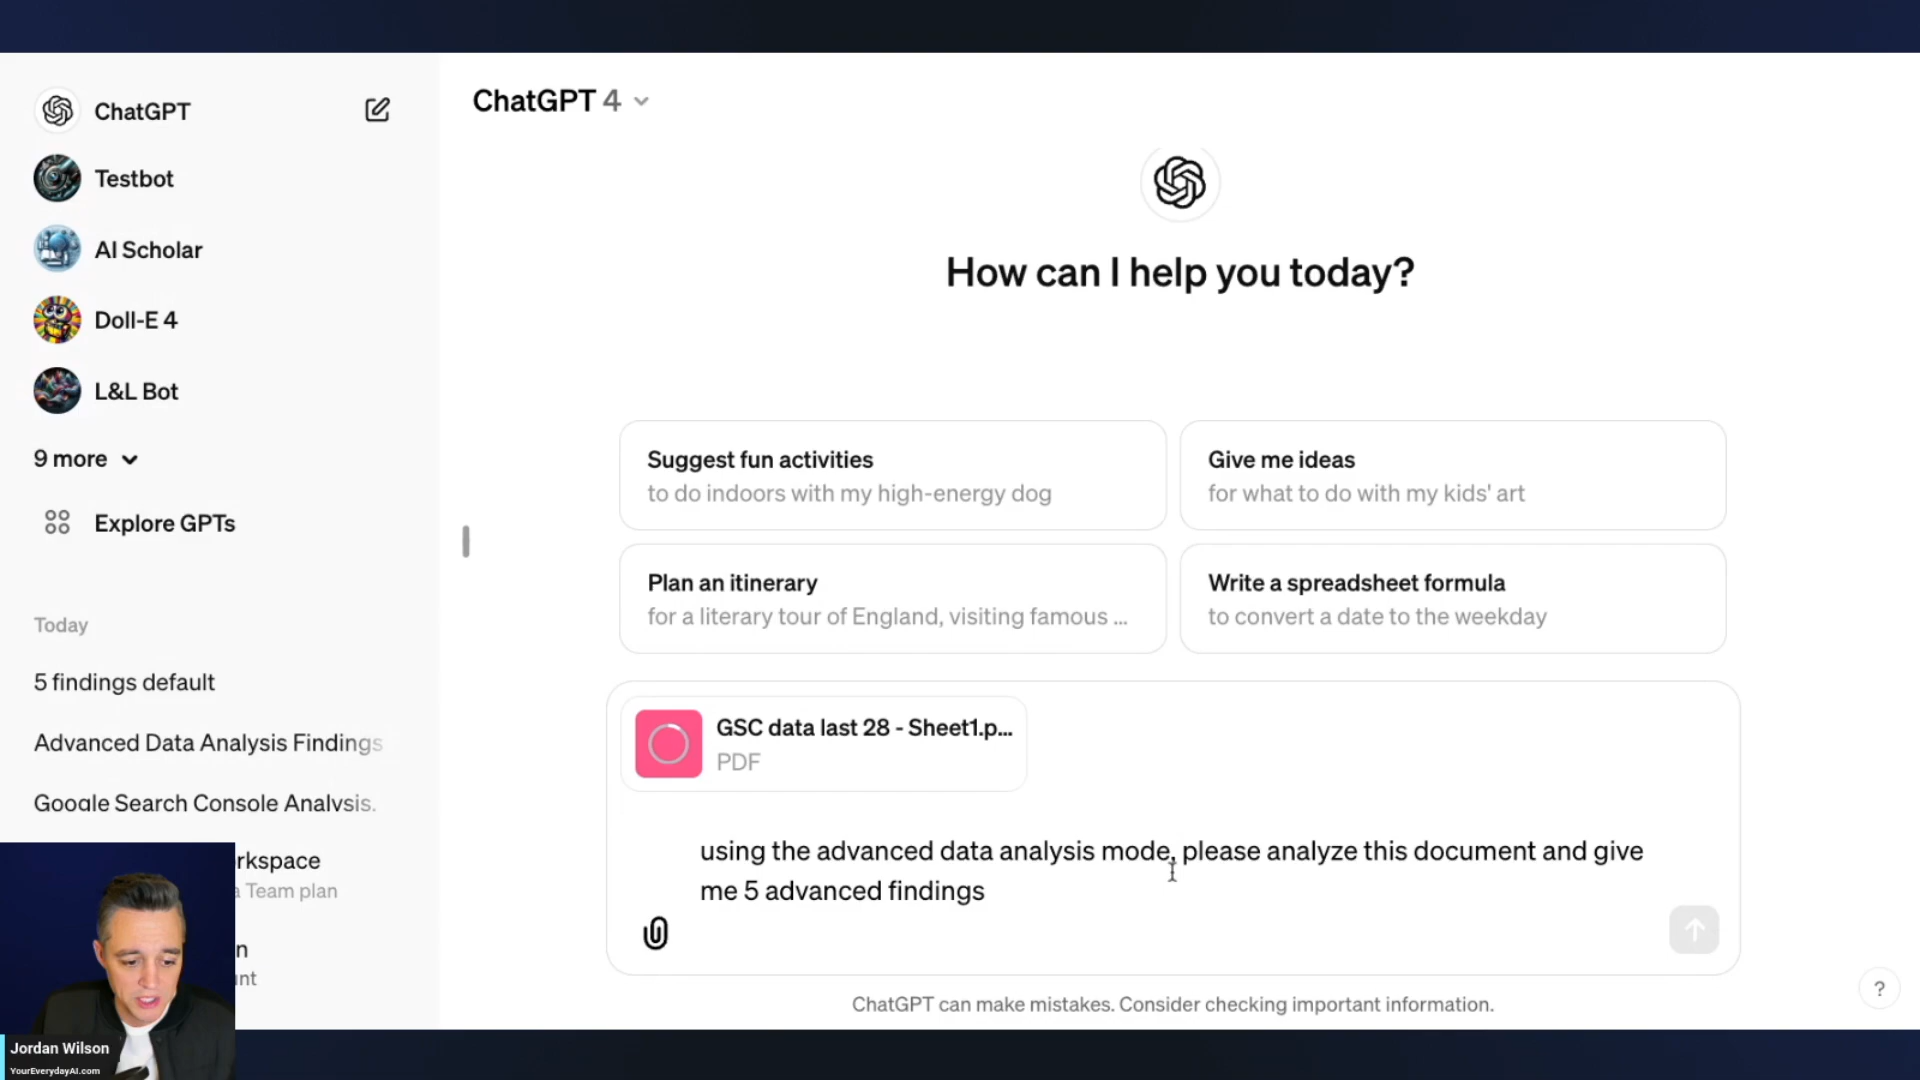 ChatGPT
Testbot
AI Scholar
Doll-E 4
L&L Bot
9 more
Explore GPTs
Today
5 findings default
Advanced Data Analysis Findings
Google Search Console Analysis.
rkspace
a Team plan
n
int
Jordan Wilson
YourEverydayAI.com
ChatGPT 4
How can I help you today?
Suggest fun activities
to do indoors with my high-energy dog
Give me ideas
for what to do with my kids' art
Plan an itinerary
for a literary tour of England, visiting famous ...
Write a spreadsheet formula
to convert a date to the weekday
GSC data last 28 - Sheet1.p...
PDF
using the advanced data analysis mode, please analyze this document and give
me 5 advanced findings
ChatGPT can make mistakes. Consider checking important information.
?